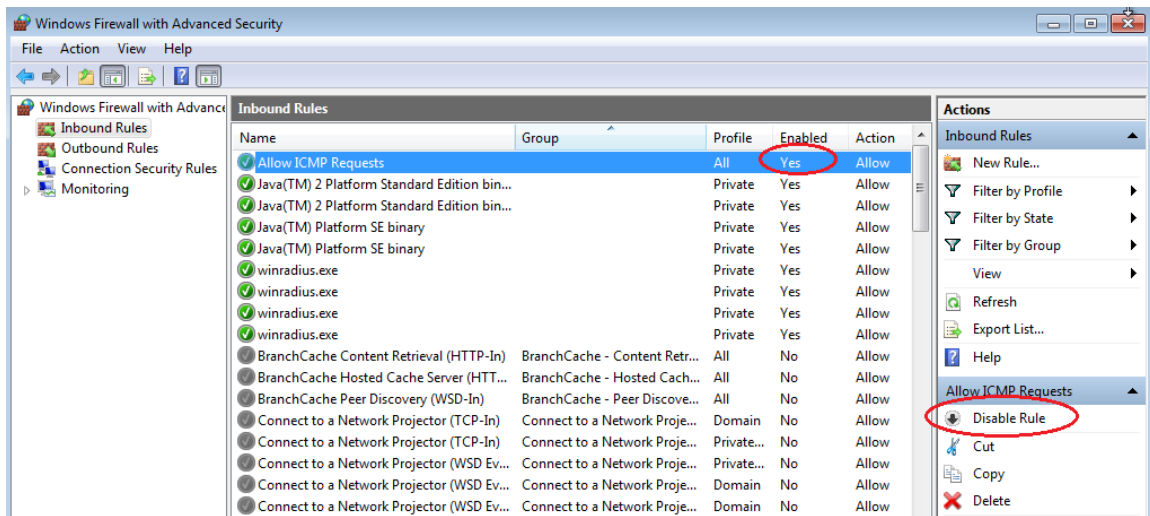 Windows Firewall with Advanced Security
File Action View Help
Windows Firewall with Advance
Inbound Rules
Outbound Rules
Connection Security Rules
Monitoring
Inbound Rules
Name Group Profile Enabled Action
Allow ICMP Requests All Yes Allow
Java(TM) 2 Platform Standard Edition bin... Private Yes Allow
Java(TM) 2 Platform Standard Edition bin... Private Yes Allow
Java(TM) Platform SE binary Private Yes Allow
Java(TM) Platform SE binary Private Yes Allow
winradius.exe Private Yes Allow
winradius.exe Private Yes Allow
winradius.exe Private Yes Allow
winradius.exe Private Yes Allow
BranchCache Content Retrieval (HTTP-In) BranchCache - Content Retr... All No Allow
BranchCache Hosted Cache Server (HTT... BranchCache - Hosted Cach... All No Allow
BranchCache Peer Discovery (WSD-In) BranchCache - Peer Discove... All No Allow
Connect to a Network Projector (TCP-In) Connect to a Network Proje... Domain No Allow
Connect to a Network Projector (TCP-In) Connect to a Network Proje... Private... No Allow
Connect to a Network Projector (WSD Ev... Connect to a Network Proje... Private... No Allow
Connect to a Network Projector (WSD Ev... Connect to a Network Proje... Domain No Allow
Connect to a Network Projector (WSD Ev... Connect to a Network Proje... Domain No Allow
Actions
Inbound Rules
New Rule...
Filter by Profile
Filter by State
Filter by Group
View
Refresh
Export List...
Help
Allow ICMP Requests
Disable Rule
Cut
Copy
Delete